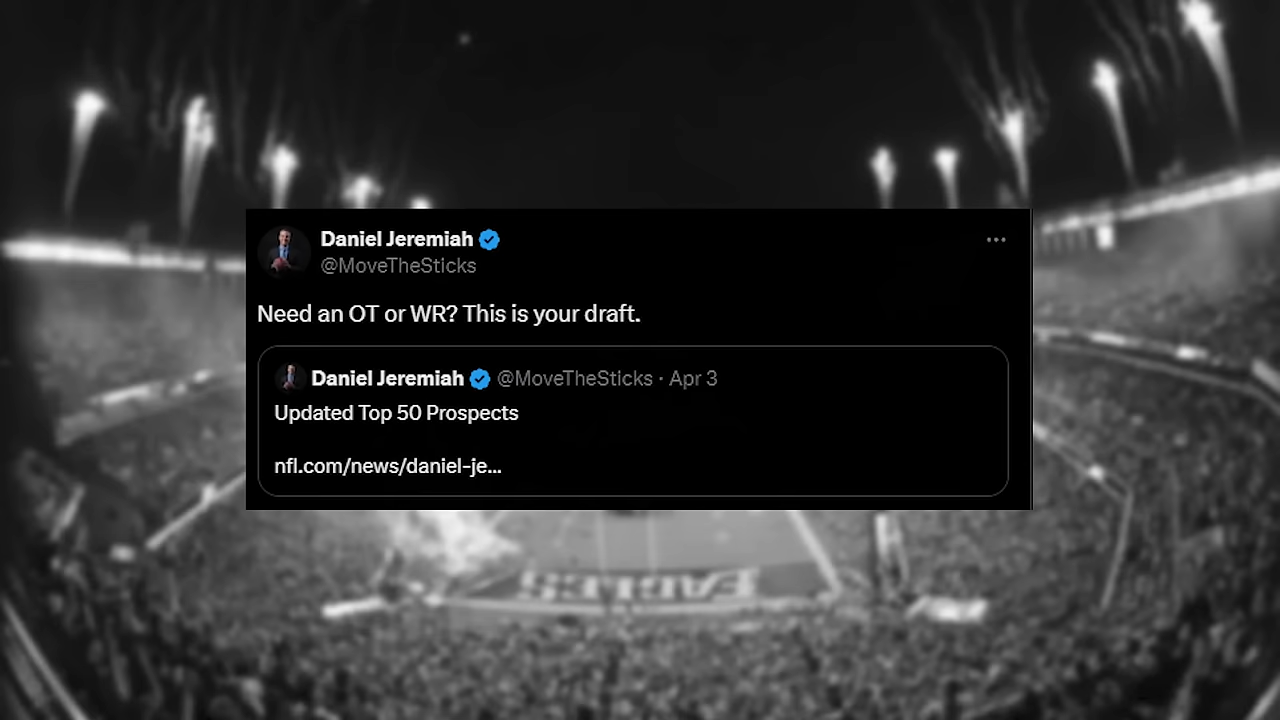 Daniel Jeremiah
@MoveTheSticks
Need an OT or WR? This is your draft.
Daniel Jeremiah @MoveTheSticks · Apr 3
Updated Top 50 Prospects
nfl.com/news/daniel-je...
EAGLES